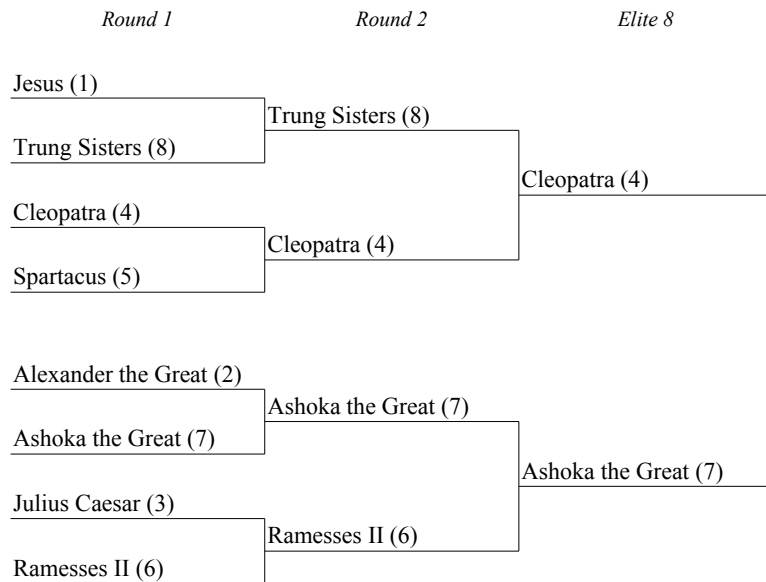 Round 1
Round 2
Elite 8
Jesus (1)
Trung Sisters (8)
Trung Sisters (8)
Cleopatra (4)
Cleopatra (4)
Cleopatra (4)
Spartacus (5)
Alexander the Great (2)
Ashoka the Great (7)
Ashoka the Great (7)
Ashoka the Great (7)
Julius Caesar (3)
Ramesses II (6)
Ramesses II (6)